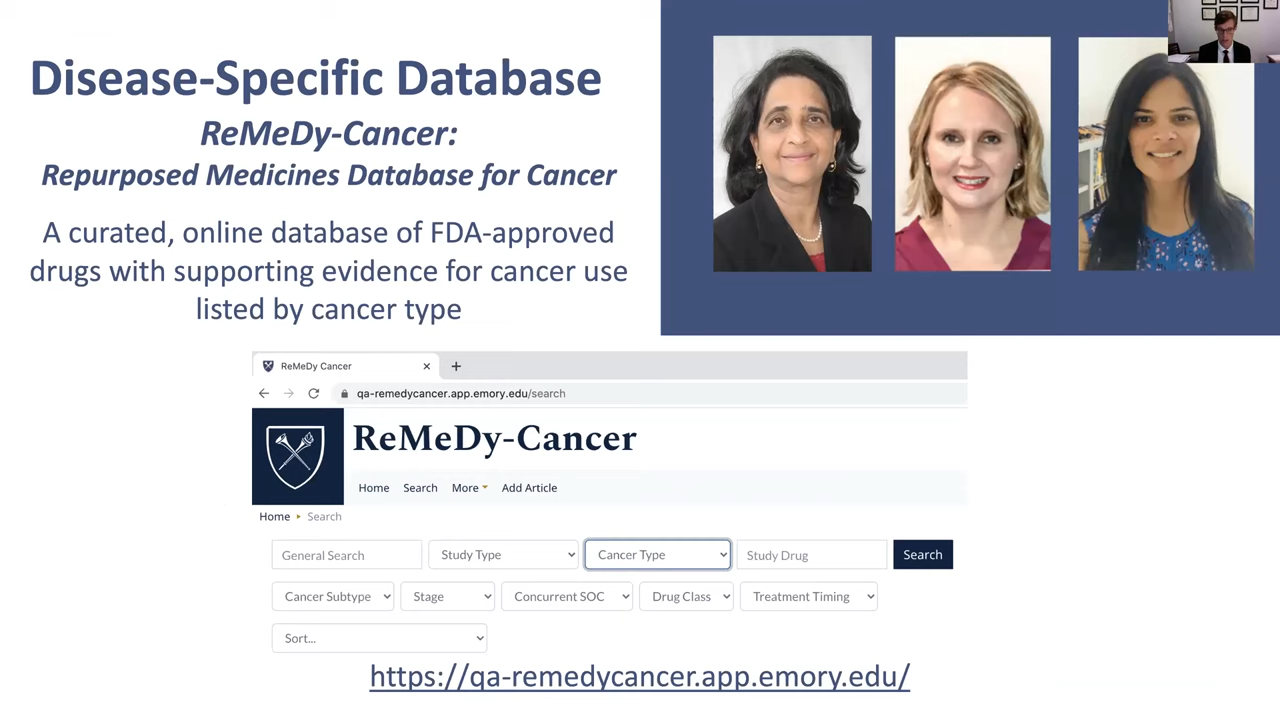 Disease-Specific Database
ReMeDy-Cancer:
Repurposed Medicines Database for Cancer
A curated, online database of FDA-approved
drugs with supporting evidence for cancer use
listed by cancer type
ReMeDy Cancer
qa-remedycancer.app.emory.edu/search
ReMeDy-Cancer
Home Search More Add Article
Home Search
General Search Study Type Cancer Type Study Drug Search
Cancer Subtype Stage Concurrent SOC Drug Class Treatment Timing
Sort...
https://qa-remedycancer.app.emory.edu/